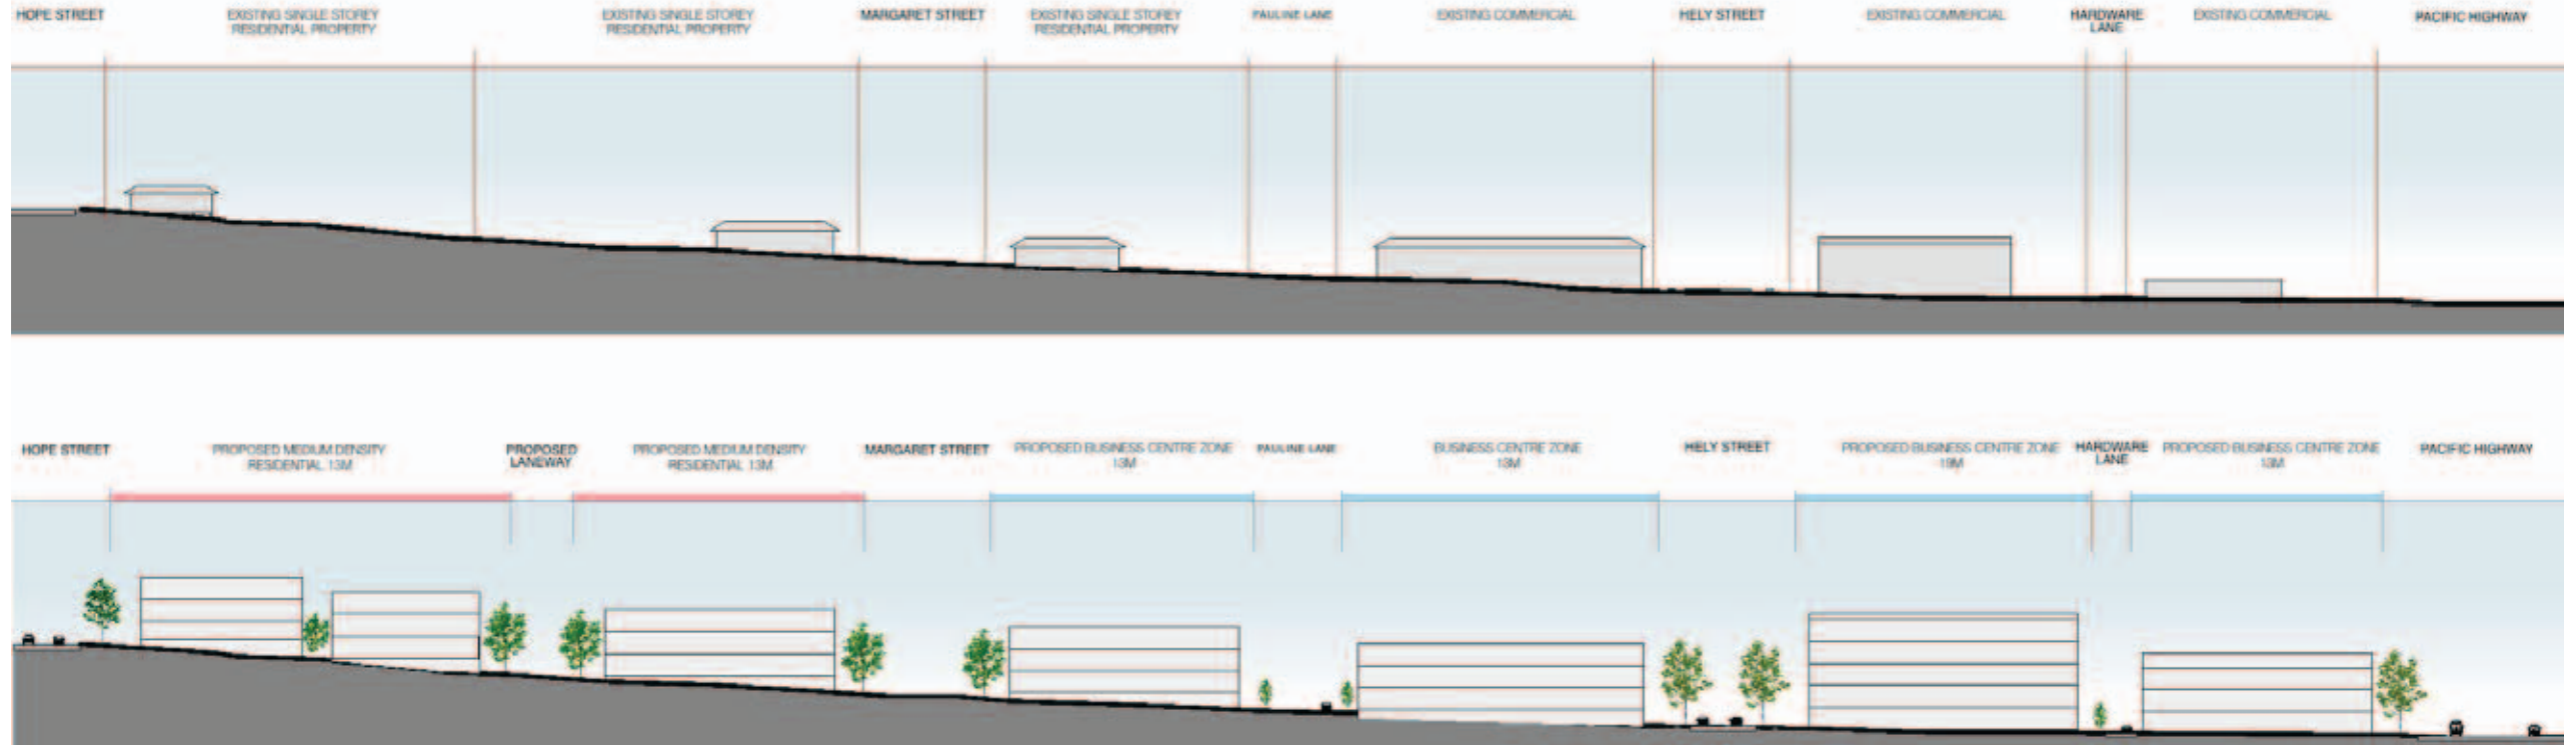 HOPE STREET
EXISTING SINGLE STOREY
RESIDENTIAL PROPERTY
EXISTING SINGLE STOREY
RESIDENTIAL PROPERTY
MARGARET STREET
EXISTING SINGLE STOREY
RESIDENTIAL PROPERTY
PAULINE LANE
EXISTING COMMERCIAL
HELY STREET
EXISTING COMMERCIAL
HARDWARE
LANE
EXISTING COMMERCIAL
PACIFIC HIGHWAY
HOPE STREET
PROPOSED MEDIUM DENSITY
RESIDENTIAL 13M
PROPOSED
LANEWAY
PROPOSED MEDIUM DENSITY
RESIDENTIAL 13M
MARGARET STREET
PROPOSED BUSINESS CENTRE ZONE
13M
PAULINE LANE
BUSINESS CENTRE ZONE
13M
HELY STREET
PROPOSED BUSINESS CENTRE ZONE
19M
HARDWARE
LANE
PROPOSED BUSINESS CENTRE ZONE
13M
PACIFIC HIGHWAY